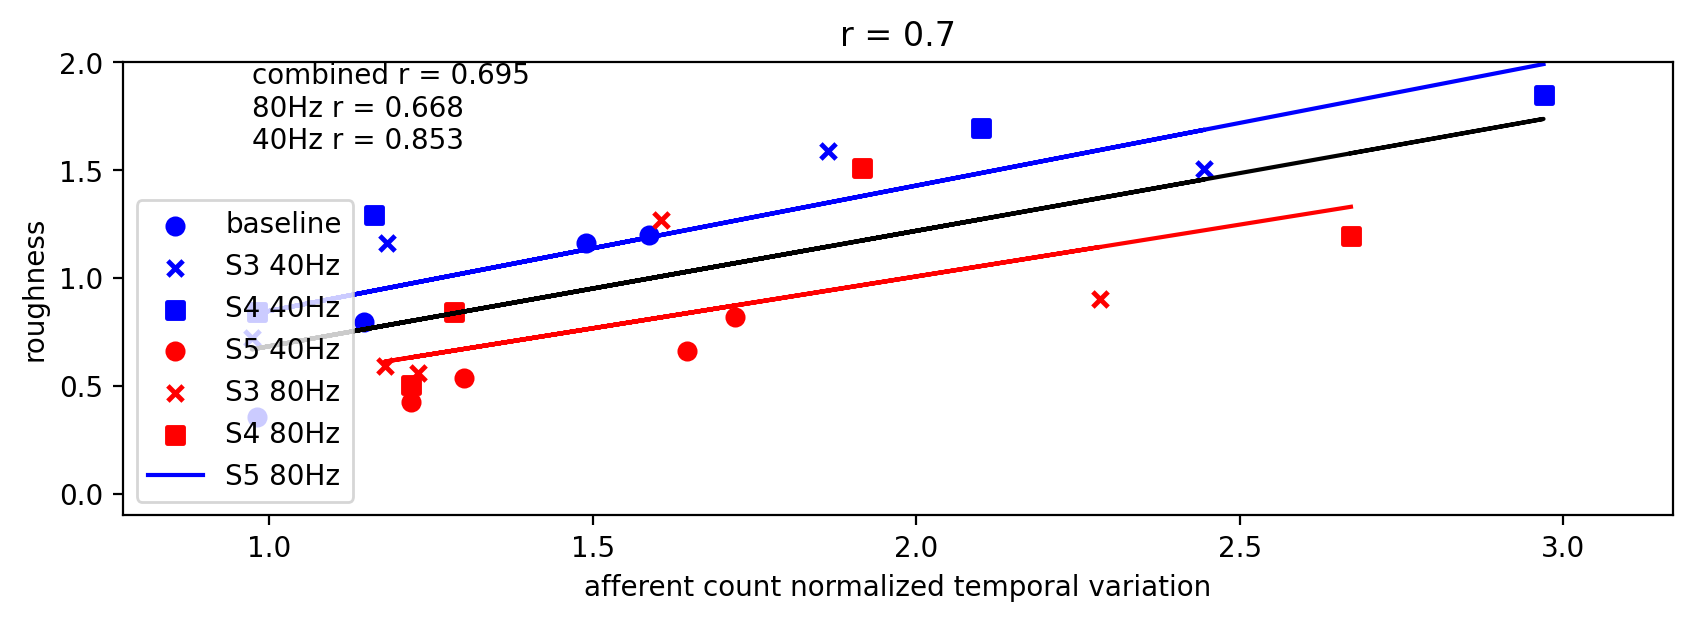 r = 0.7
combined r = 0.695
80Hz r = 0.668
40Hz r = 0.853
2.0
1.5
1.0
0.5
0.0
roughness
baseline
S3 40Hz
S4 40Hz
S5 40Hz
S3 80Hz
S4 80Hz
S5 80Hz
1.0 1.5 2.0 2.5 3.0
afferent count normalized temporal variation